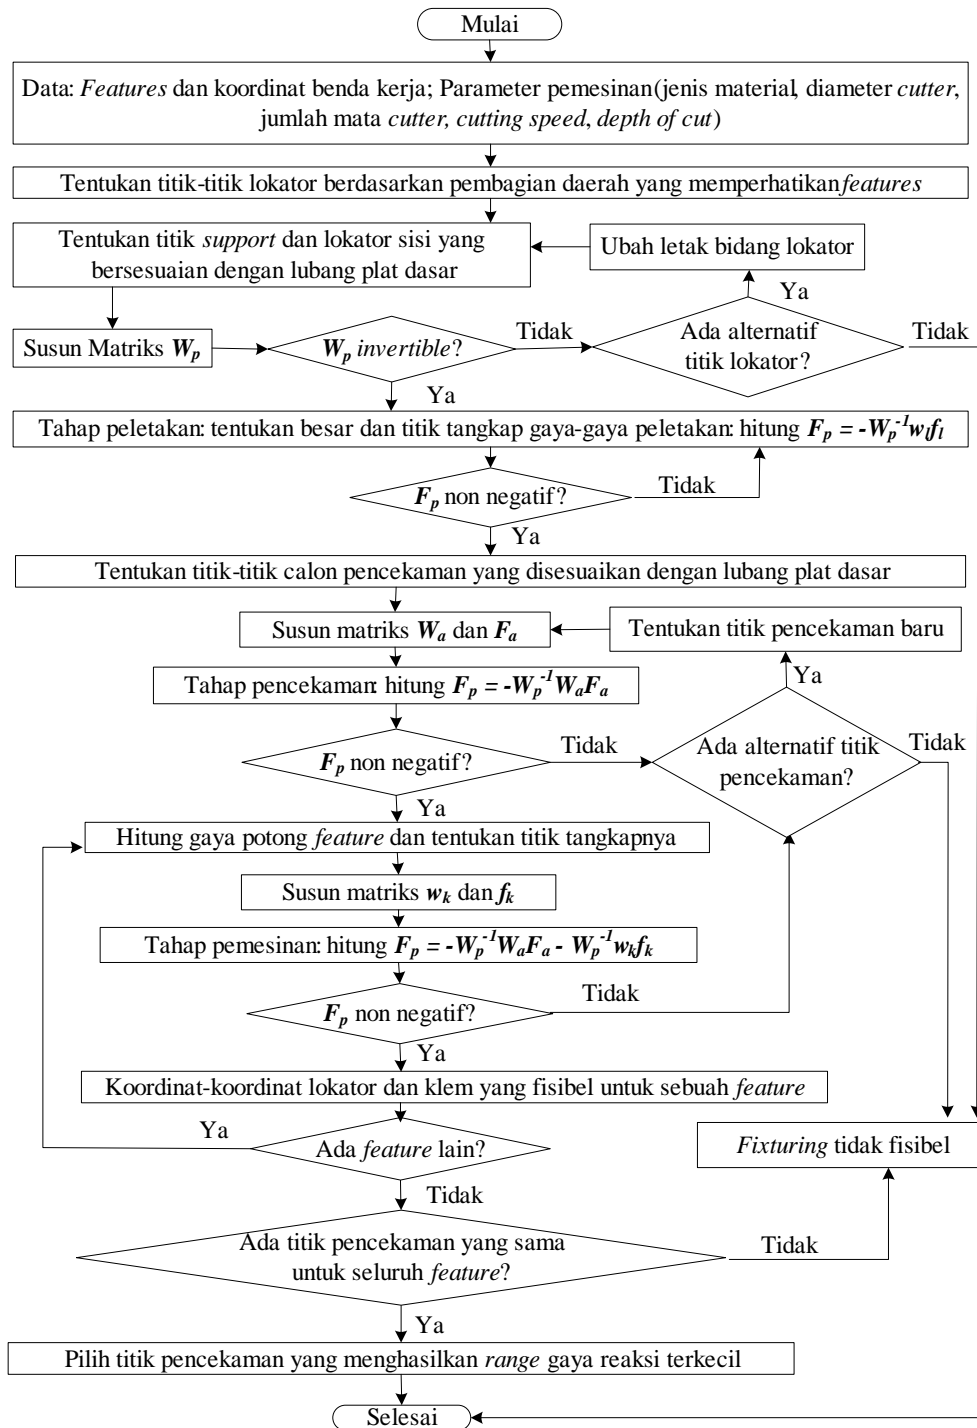 Mulai
Data: Features dan koordinat benda kerja; Parameter pemesinan(jenis material, diameter cutter,
jumlah mata cutter, cutting speed, depth of cut)
Tentukan titik-titik lokator berdasarkan pembagian daerah yang memperhatikan features
Tentukan titik support dan lokator sisi yang
bersesuaian dengan lubang plat dasar
Ubah letak bidang lokator
Ya
Susun Matriks Wp
Wp invertible?
Tidak
Ada alternatif
titik lokator?
Tidak
Ya
Tahap peletakan: tentukan besar dan titik tangkap gaya-gaya peletakan: hitung Fp = -Wp⁻¹wlfl
Fp non negatif?
Tidak
Ya
Tentukan titik-titik calon pencekaman yang disesuaikan dengan lubang plat dasar
Susun matriks Wa dan Fa
Tentukan titik pencekaman baru
Ya
Tahap pencekaman: hitung Fp = -Wp⁻¹WaFa
Fp non negatif?
Tidak
Ada alternatif titik
pencekaman?
Tidak
Ya
Hitung gaya potong feature dan tentukan titik tangkapnya
Susun matriks wk dan fk
Tahap pemesinan: hitung Fp = -Wp⁻¹WaFa - Wp⁻¹wkfk
Fp non negatif?
Tidak
Ya
Koordinat-koordinat lokator dan klem yang fisibel untuk sebuah feature
Ya
Ada feature lain?
Fixturing tidak fisibel
Tidak
Ada titik pencekaman yang sama
untuk seluruh feature?
Tidak
Ya
Pilih titik pencekaman yang menghasilkan range gaya reaksi terkecil
Selesai